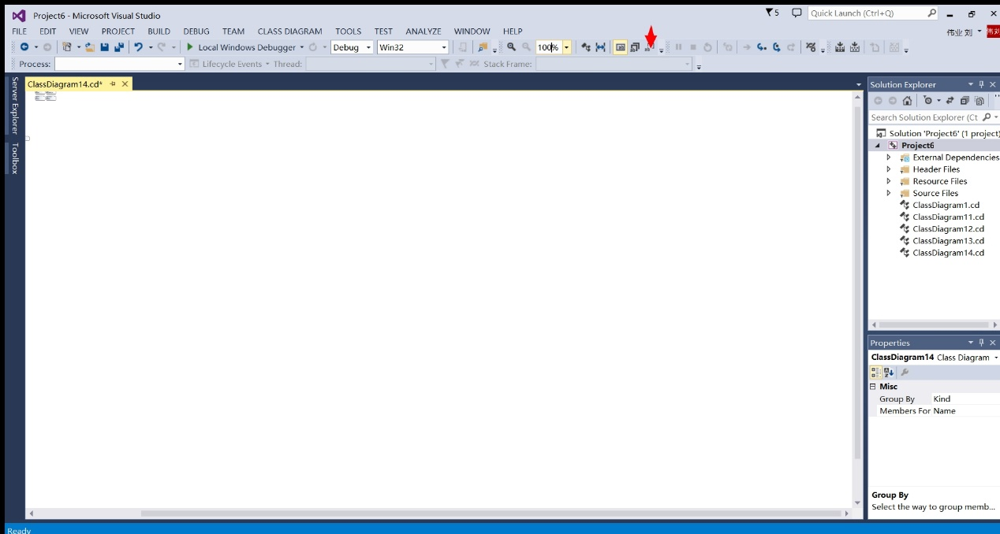 Project6 - Microsoft Visual Studio
5
Quick Launch (Ctrl+Q)
FILE EDIT VIEW PROJECT BUILD DEBUG TEAM CLASS DIAGRAM TOOLS TEST ANALYZE WINDOW HELP
伟业 刘
伟刘
Local Windows Debugger Debug Win32 100%
Process: Lifecycle Events Thread: Stack Frame:
Server Explorer
Toolbox
ClassDiagram14.cd*
Solution Explorer
Search Solution Explorer (Ct
Solution 'Project6' (1 project)
Project6
External Dependencies
Header Files
Resource Files
Source Files
ClassDiagram1.cd
ClassDiagram11.cd
ClassDiagram12.cd
ClassDiagram13.cd
ClassDiagram14.cd
Properties
ClassDiagram14 Class Diagram
Misc
Group By Kind
Members For Name
Group By
Select the way to group memb...
Ready